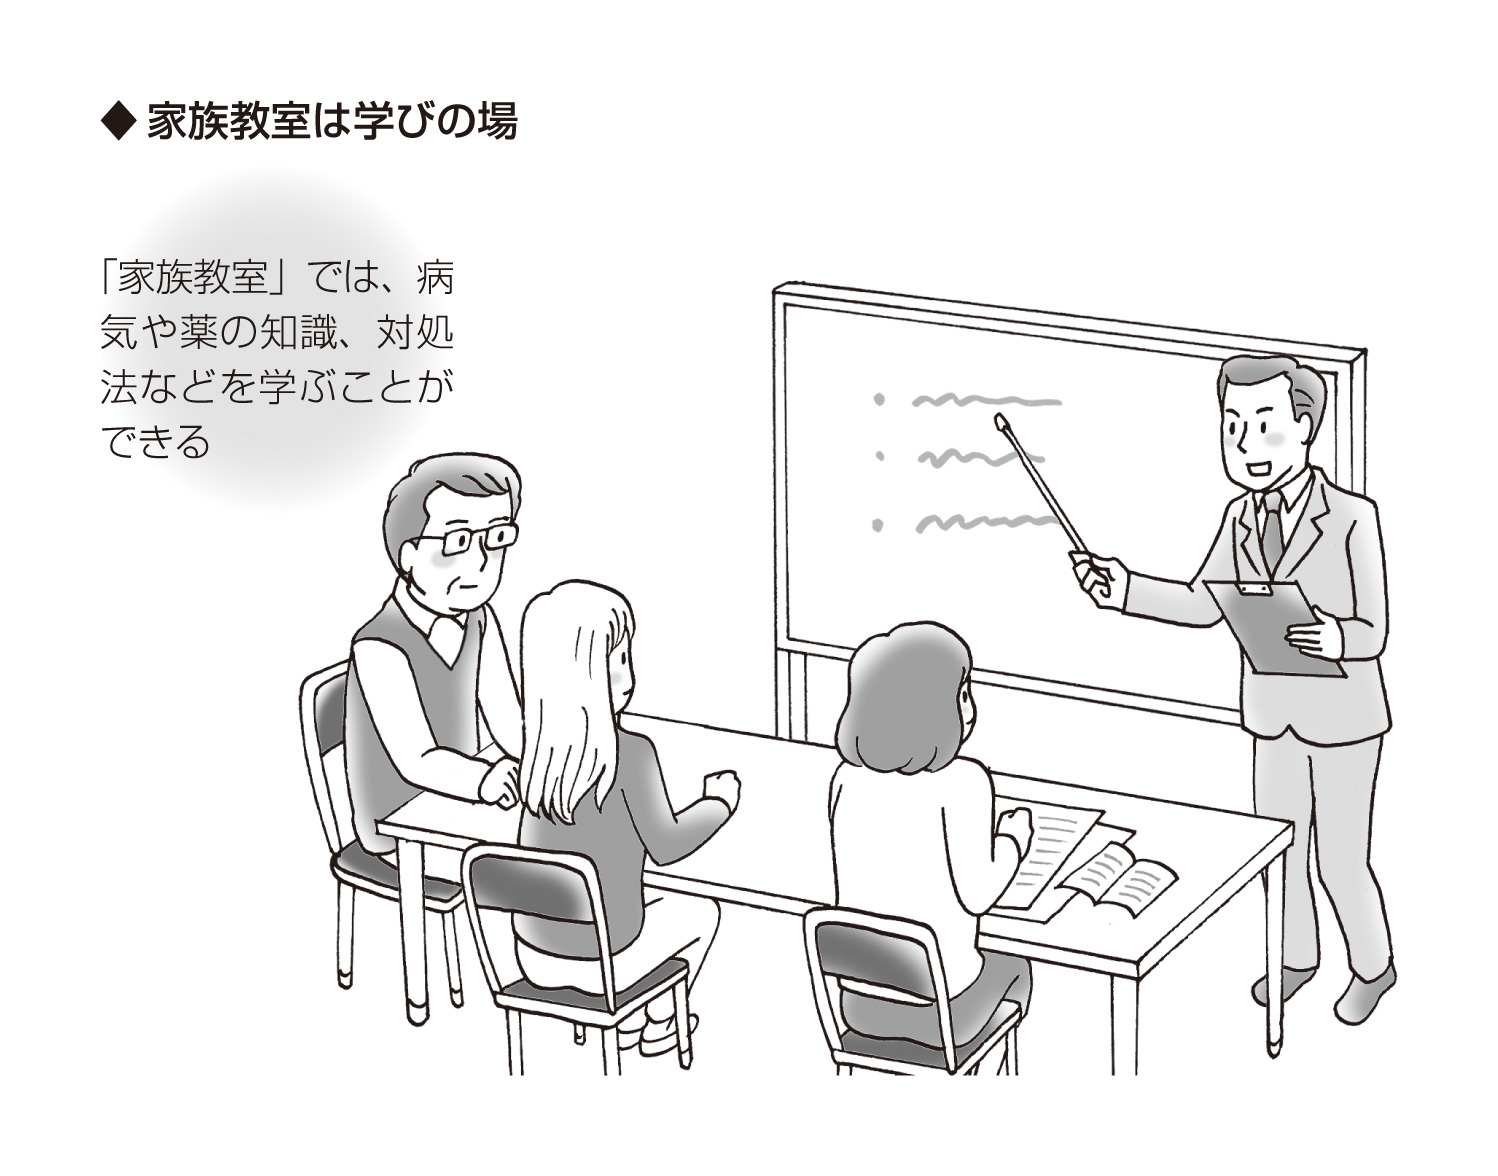 ◆ 家族教室は学びの場
「家族教室」では、病
気や薬の知識、対処
法などを学ぶことが
できる